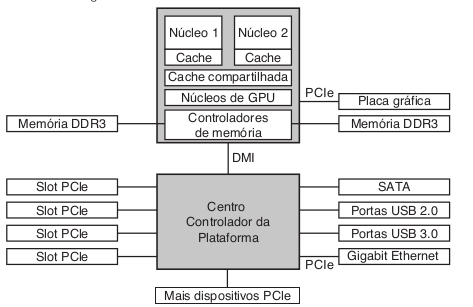 Núcleo 1
Núcleo 2
Cache
Cache
Cache compartilhada
Núcleos de GPU
PCIe
Placa gráfica
Memória DDR3
Controladores
de memória
Memória DDR3
DMI
Slot PCIe
Slot PCIe
Slot PCIe
Slot PCIe
Centro
Controlador da
Plataforma
SATA
Portas USB 2.0
Portas USB 3.0
Gigabit Ethernet
PCIe
Mais dispositivos PCIe